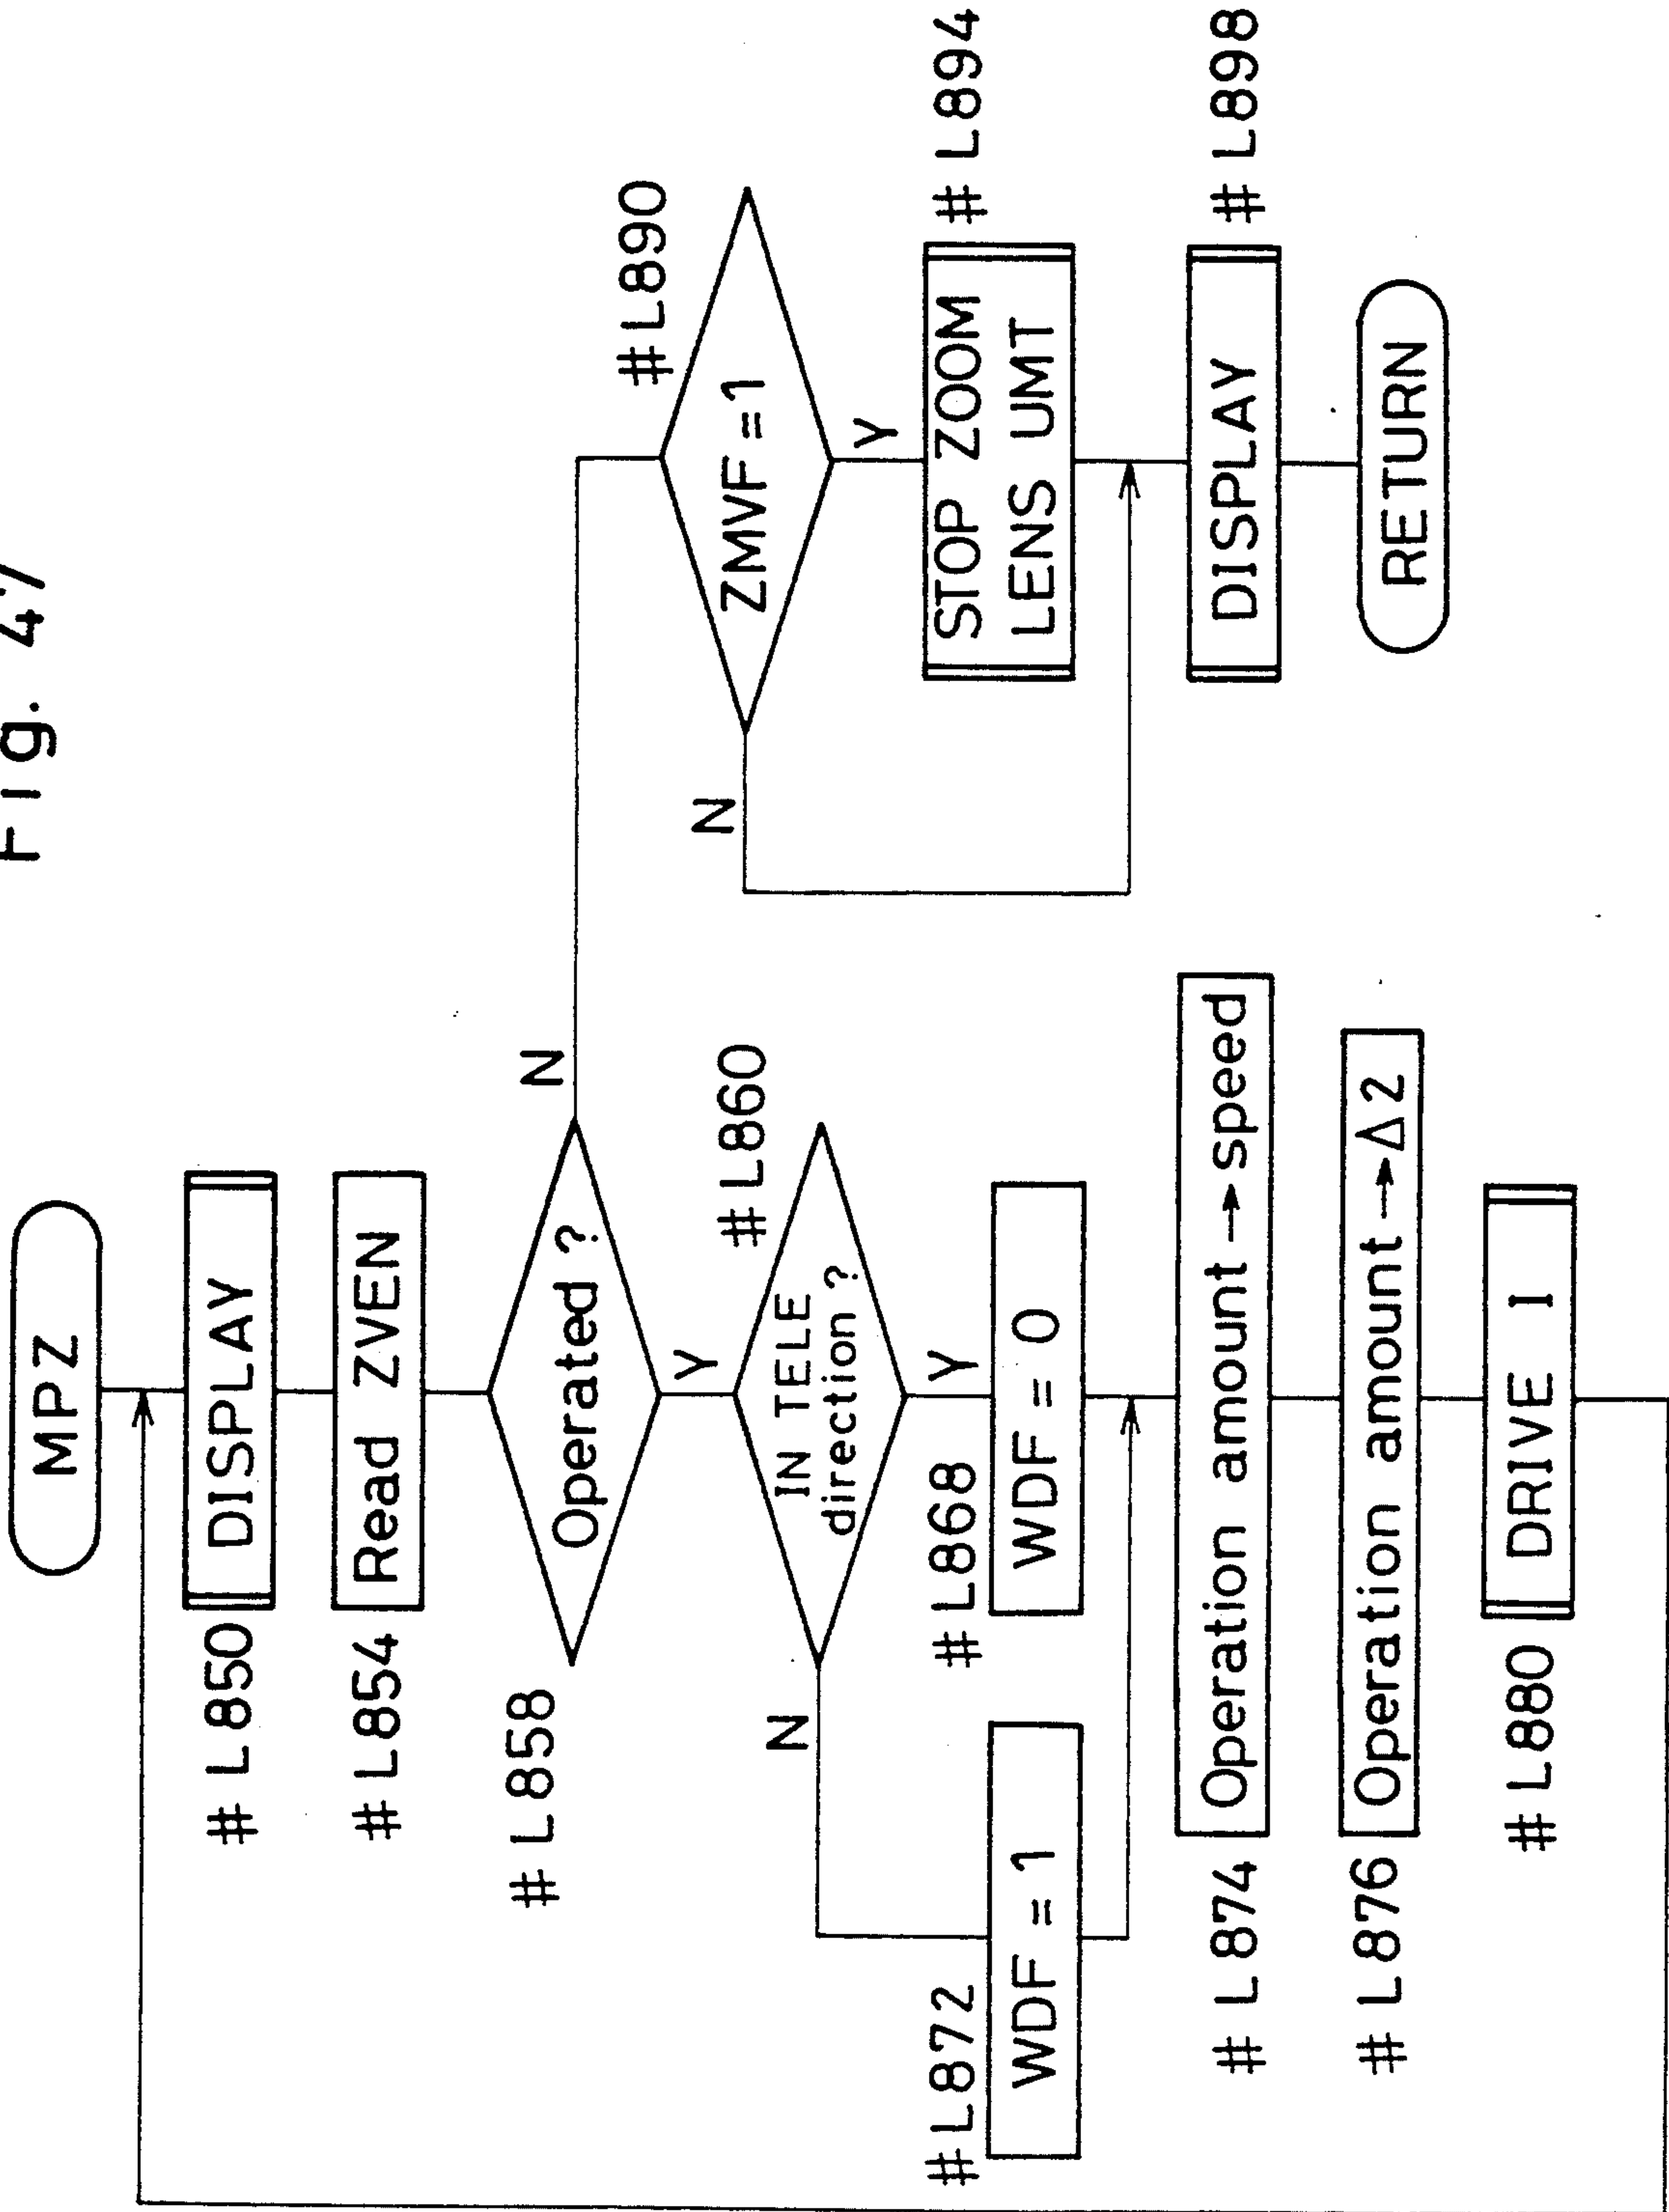 Fig. 47
MPZ
# L850
DISPLAY
# L854
Read ZVEN
# L858
Operated ?
N
Y
# L860
IN TELE
direction ?
N
Y
# L872
WDF = 1
# L868
WDF = 0
# L874
Operation amount → speed
# L876
Operation amount → Δ2
# L880
DRIVE I
# L890
ZMVF = 1
N
Y
# L894
STOP ZOOM
LENS UMT
# L898
DISPLAY
RETURN